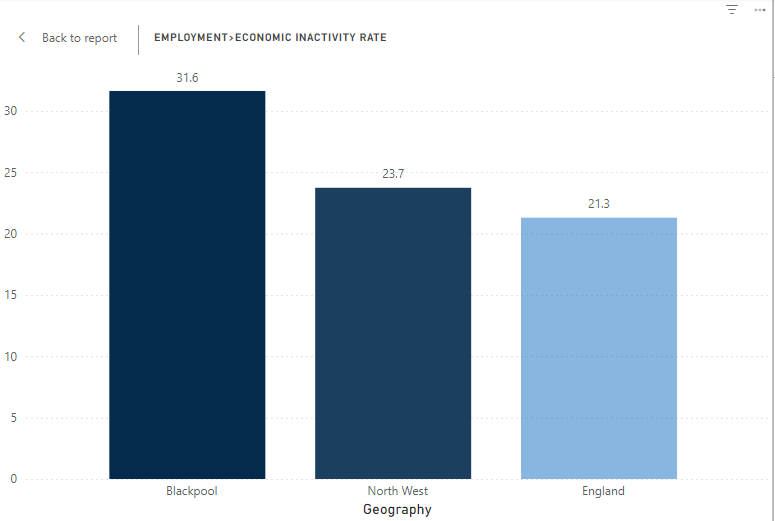 Back to report
EMPLOYMENT>ECONOMIC INACTIVITY RATE
31.6
30
25
23.7
21.3
20
15
10
5
0
Blackpool North West England
Geography